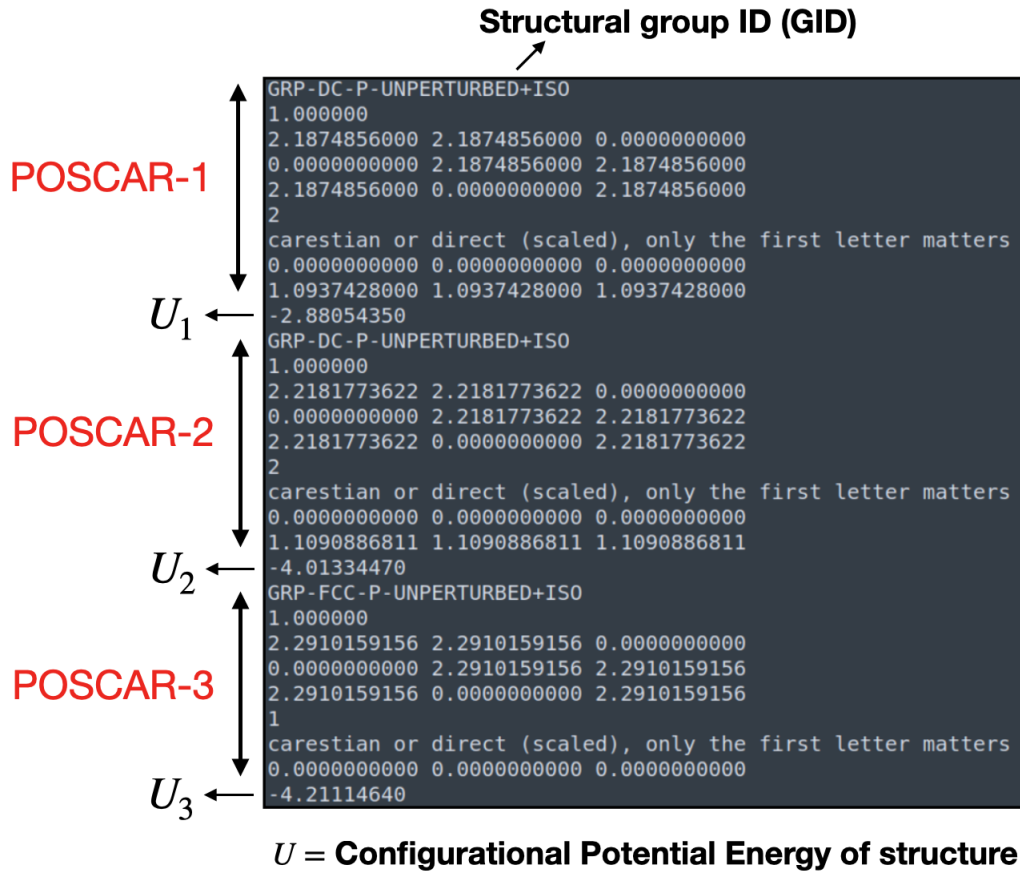 Structural group ID (GID)
GRP-DC-P-UNPERTURBED+ISO
1.000000
2.1874856000 2.1874856000 0.0000000000
0.0000000000 2.1874856000 2.1874856000
POSCAR-1
2.1874856000 0.0000000000 2.1874856000
2
carestian or direct (scaled), only the first letter matters
0.0000000000 0.0000000000 0.0000000000
1.0937428000 1.0937428000 1.0937428000
U1
-2.88054350
GRP-DC-P-UNPERTURBED+ISO
1.000000
2.2181773622 2.2181773622 0.0000000000
0.0000000000 2.2181773622 2.2181773622
POSCAR-2
2.2181773622 0.0000000000 2.2181773622
2
carestian or direct (scaled), only the first letter matters
0.0000000000 0.0000000000 0.0000000000
1.1090886811 1.1090886811 1.1090886811
U2
-4.01334470
GRP-FCC-P-UNPERTURBED+ISO
1.000000
2.2910159156 2.2910159156 0.0000000000
0.0000000000 2.2910159156 2.2910159156
POSCAR-3
2.2910159156 0.0000000000 2.2910159156
1
carestian or direct (scaled), only the first letter matters
0.0000000000 0.0000000000 0.0000000000
U3
-4.21114640
U = Configurational Potential Energy of structure